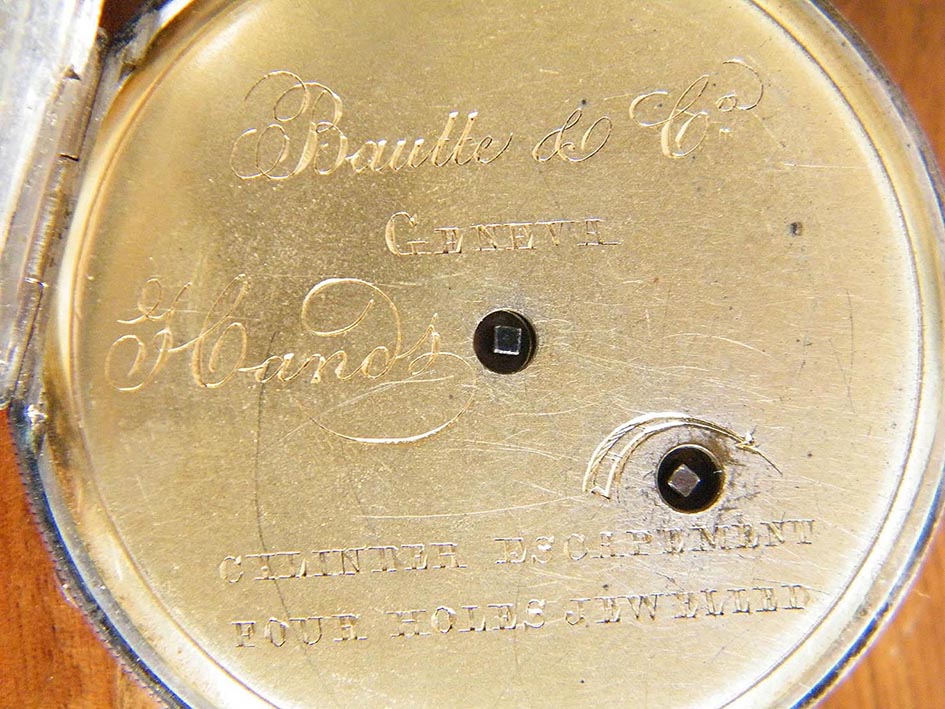 Bautte & Co.
GENEVA
Hands
CYLINDER ESCAPEMENT
FOUR HOLES JEWELLED